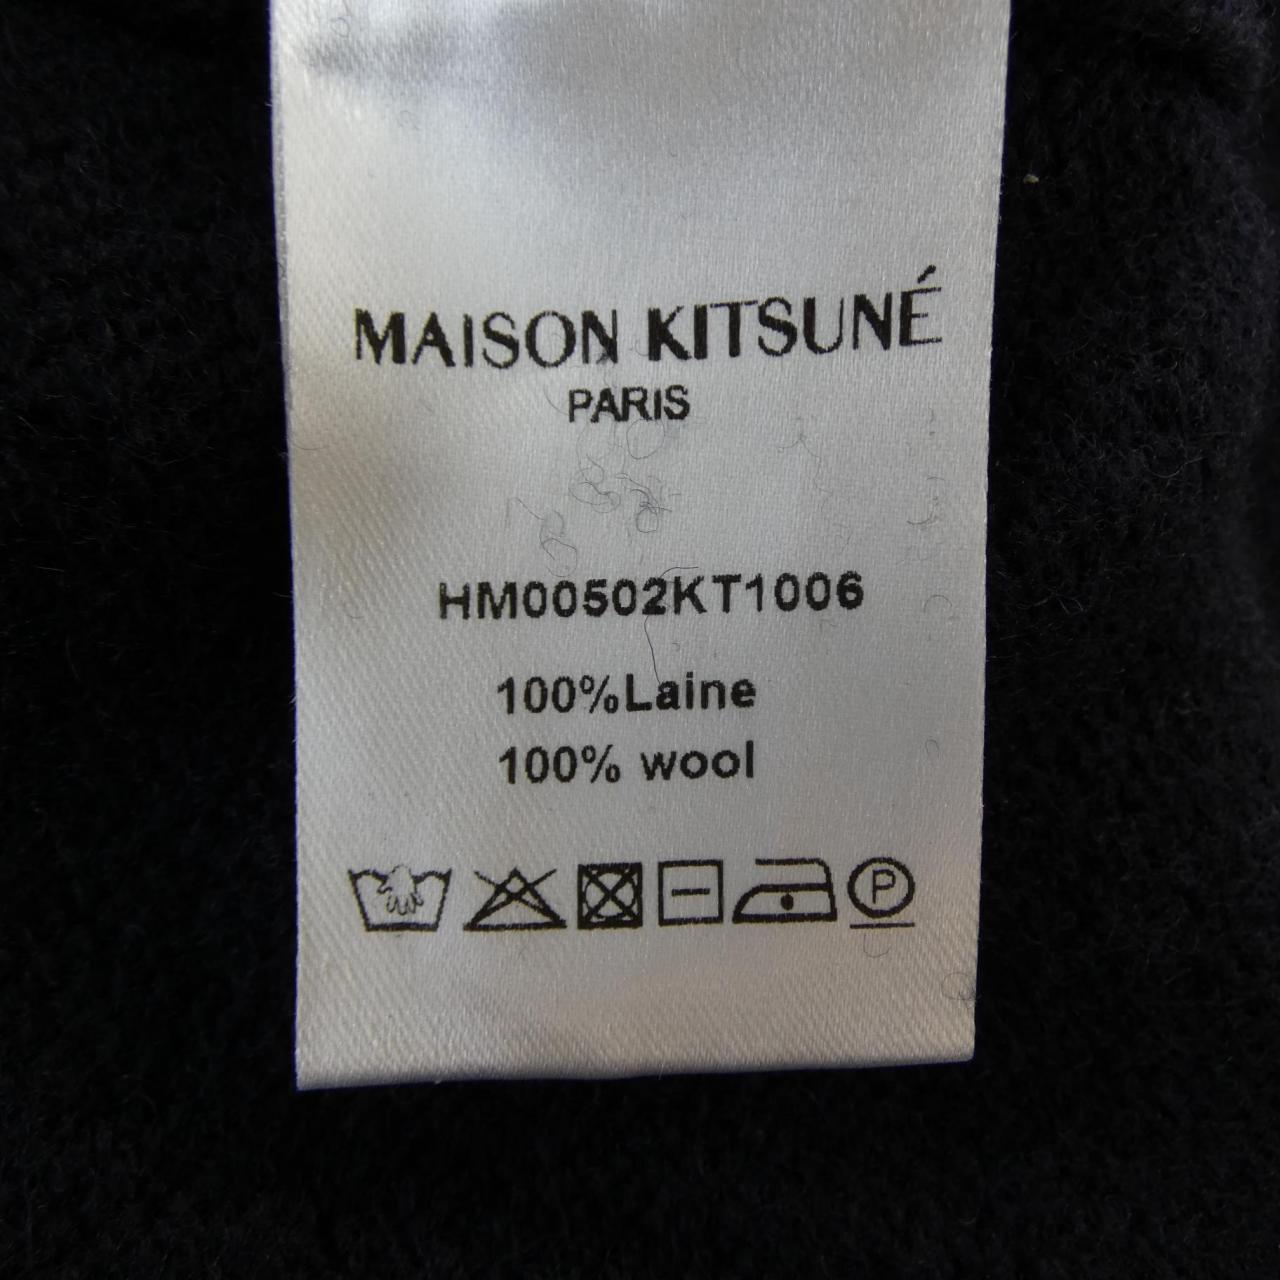 MAISON KITSUNÉ
PARIS
HM00502KT1006
100%Laine
100% wool
P